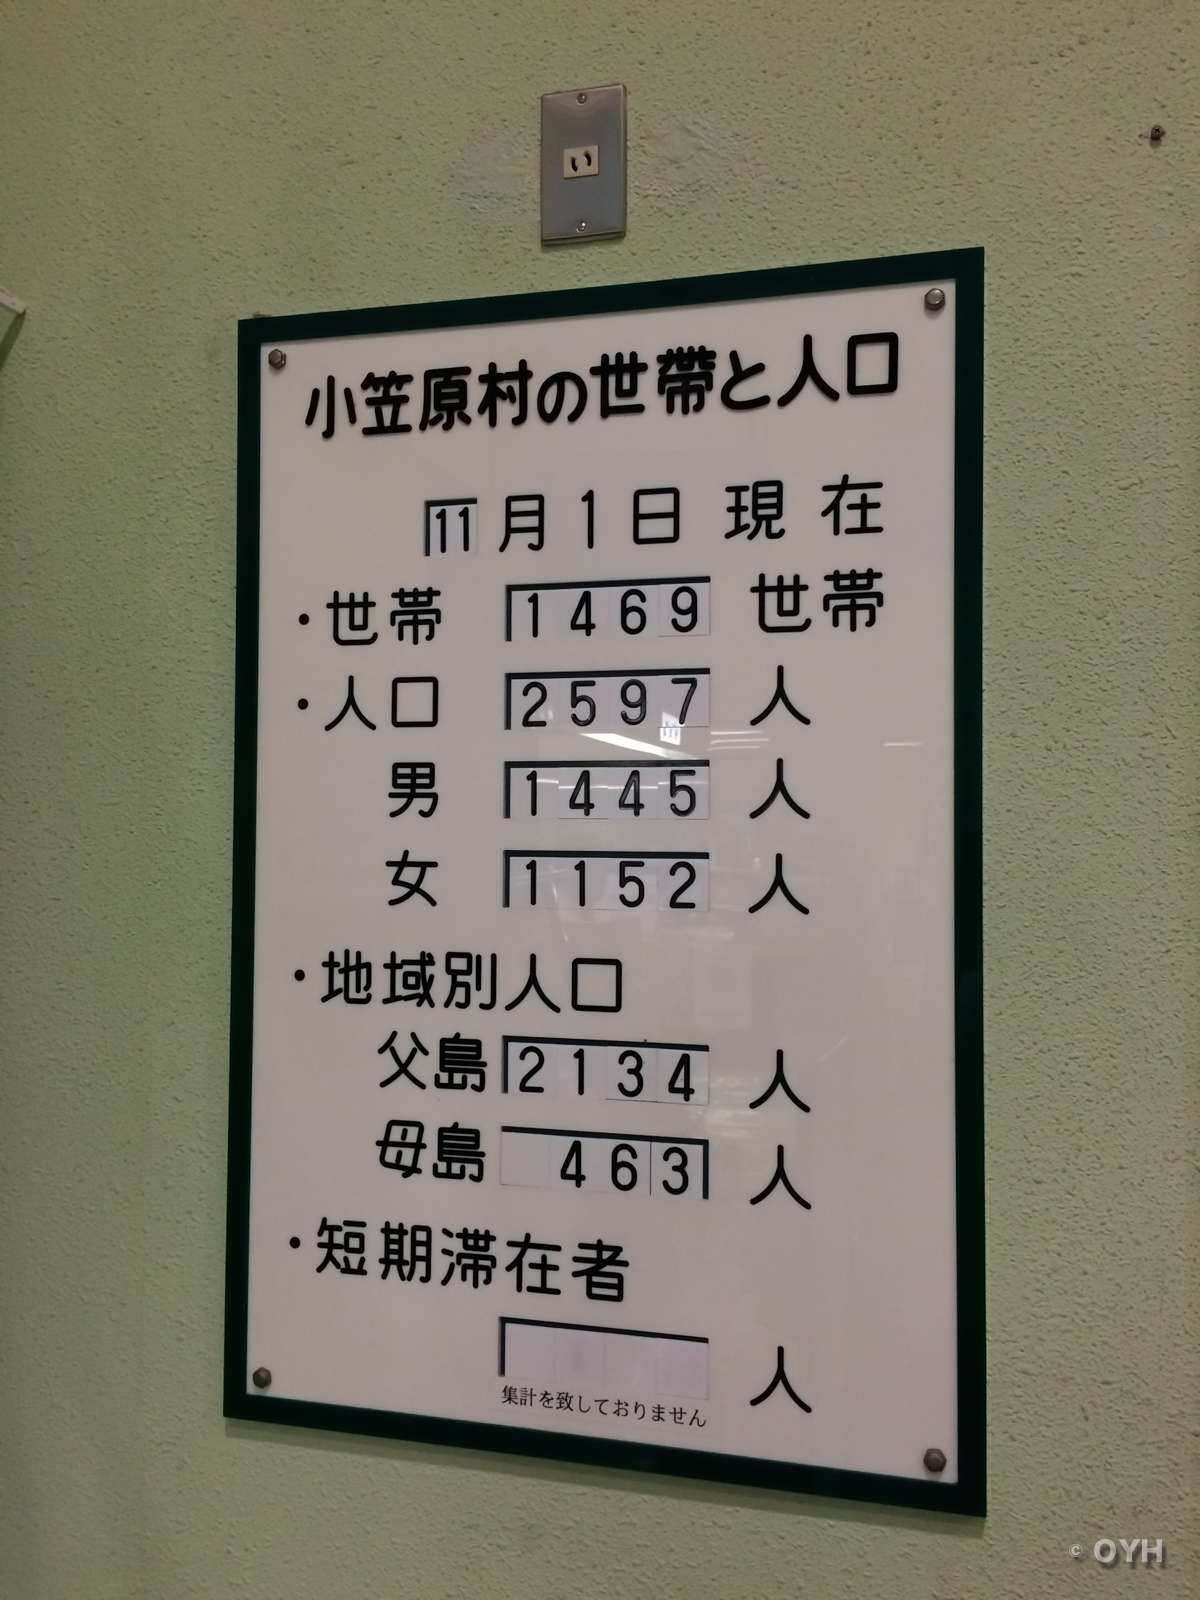 小笠原村の世帯と人口
11月1日 現在
・世帯 1469 世帯
・人口 2597 人
男 1445 人
女 1152 人
・地域別人口
父島 2134 人
母島 463 人
・短期滞在者
人
集計を致しておりません
© OYH